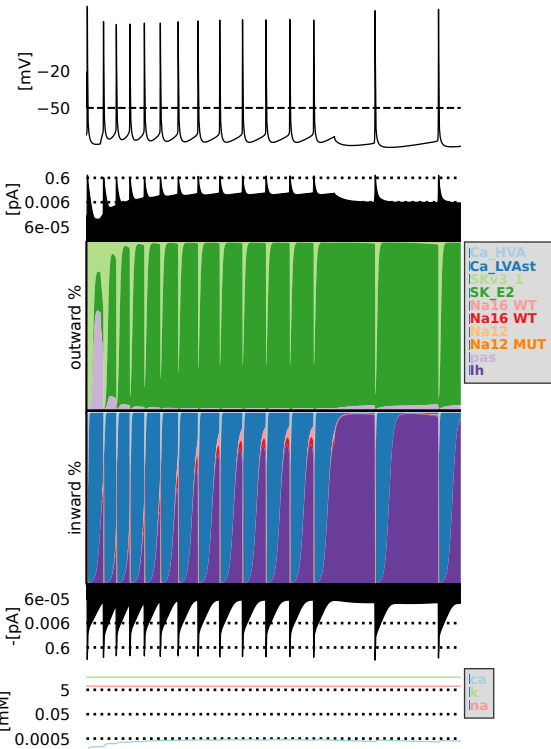 [mV]
−20
−50
[pA]
0.6
0.006
6e-05
outward %
Ca_HVA
Ca_LVAst
SKv3_1
SK_E2
Na16 WT
Na16 WT
Na12
Na12 MUT
pas
Ih
inward %
6e-05
0.006
0.6
-[pA]
ca
k
na
5
0.05
0.0005
[mM]